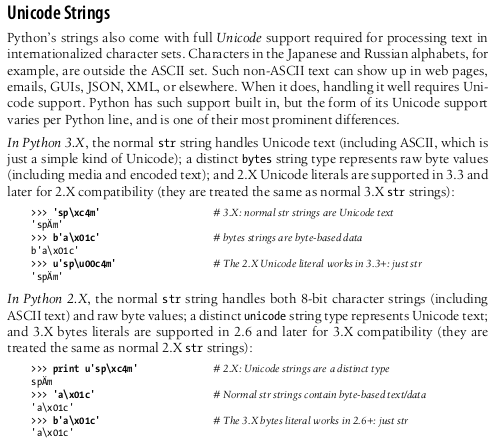 Unicode Strings
Python's strings also come with full Unicode support required for processing text in
internationalized character sets. Characters in the Japanese and Russian alphabets, for
example, are outside the ASCII set. Such non-ASCII text can show up in web pages,
emails, GUIs, JSON, XML, or elsewhere. When it does, handling it well requires Uni-
code support. Python has such support built in, but the form of its Unicode support
varies per Python line, and is one of their most prominent differences.
In Python 3.X, the normal str string handles Unicode text (including ASCII, which is
just a simple kind of Unicode); a distinct bytes string type represents raw byte values
(including media and encoded text); and 2.X Unicode literals are supported in 3.3 and
later for 2.X compatibility (they are treated the same as normal 3.X str strings):
>>> 'sp\xc4m' # 3.X: normal str strings are Unicode text
'spÄm'
>>> b'a\x01c' # bytes strings are byte-based data
b'a\x01c'
>>> u'sp\u00c4m' # The 2.X Unicode literal works in 3.3+: just str
'spÄm'
In Python 2.X, the normal str string handles both 8-bit character strings (including
ASCII text) and raw byte values; a distinct unicode string type represents Unicode text;
and 3.X bytes literals are supported in 2.6 and later for 3.X compatibility (they are
treated the same as normal 2.X str strings):
>>> print u'sp\xc4m' # 2.X: Unicode strings are a distinct type
spÄm
>>> 'a\x01c' # Normal str strings contain byte-based text/data
'a\x01c'
>>> b'a\x01c' # The 3.X bytes literal works in 2.6+: just str
'a\x01c'